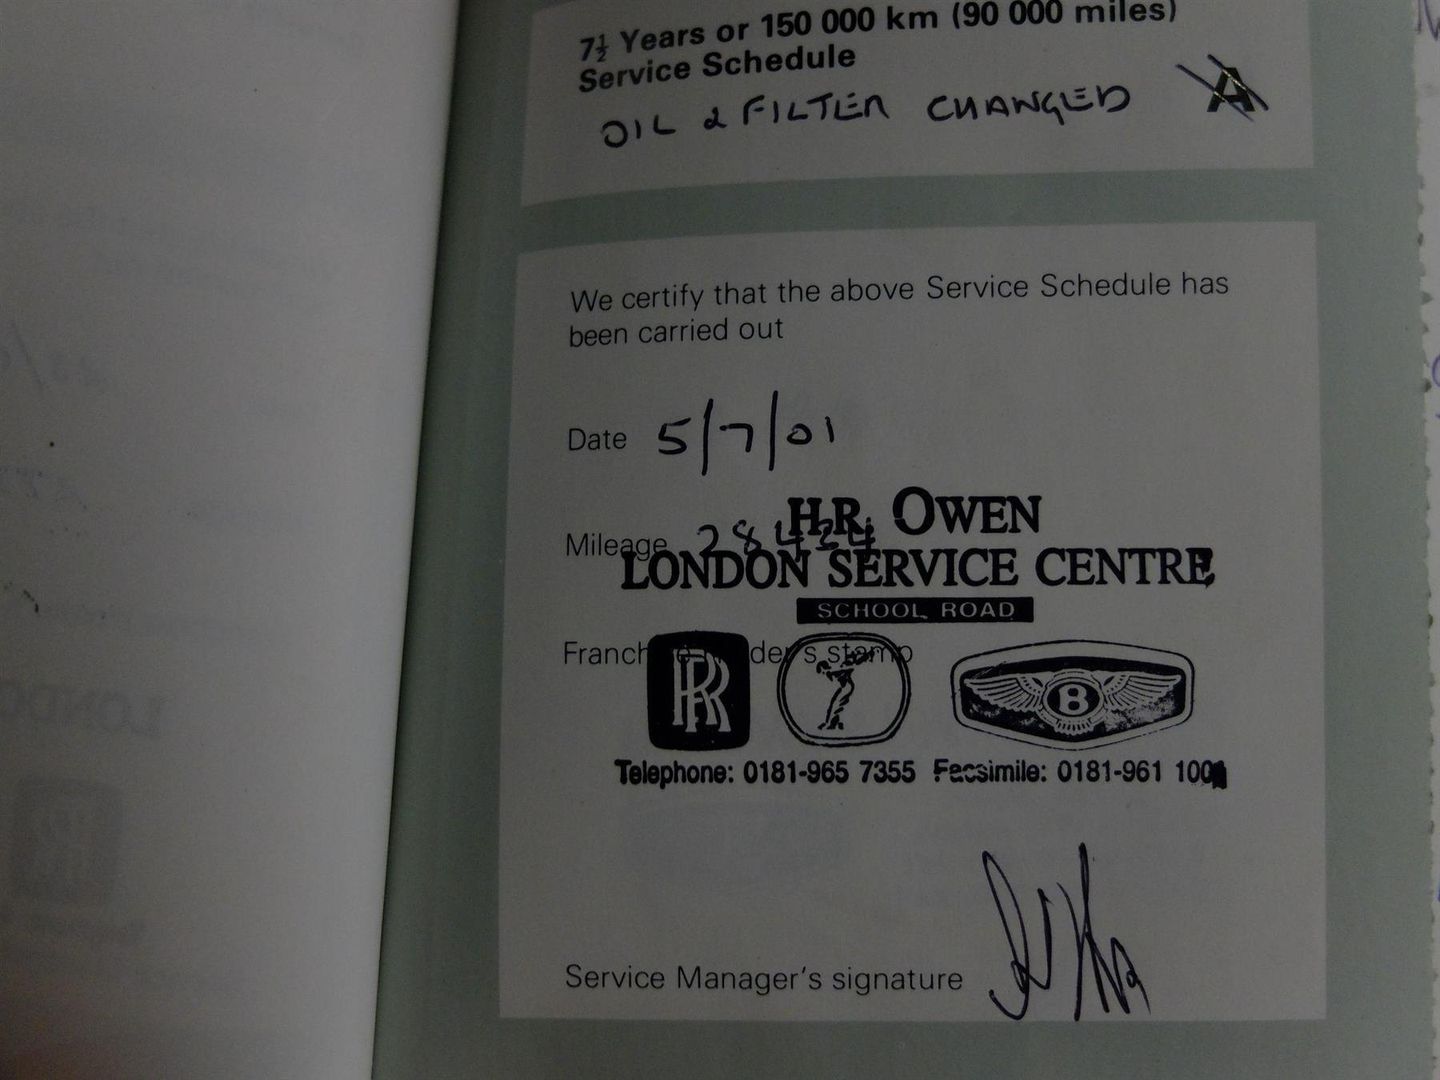 7½ Years or 150 000 km (90 000 miles)
Service Schedule
A
OIL & FILTER CHANGED
We certify that the above Service Schedule has
been carried out
Date 5/7/01
H.R. OWEN
Mileage 28434
LONDON SERVICE CENTRE
SCHOOL ROAD
stamp
RR
B
Telephone: 0181-965 7355 Facsimile: 0181-961
Service Manager's signature